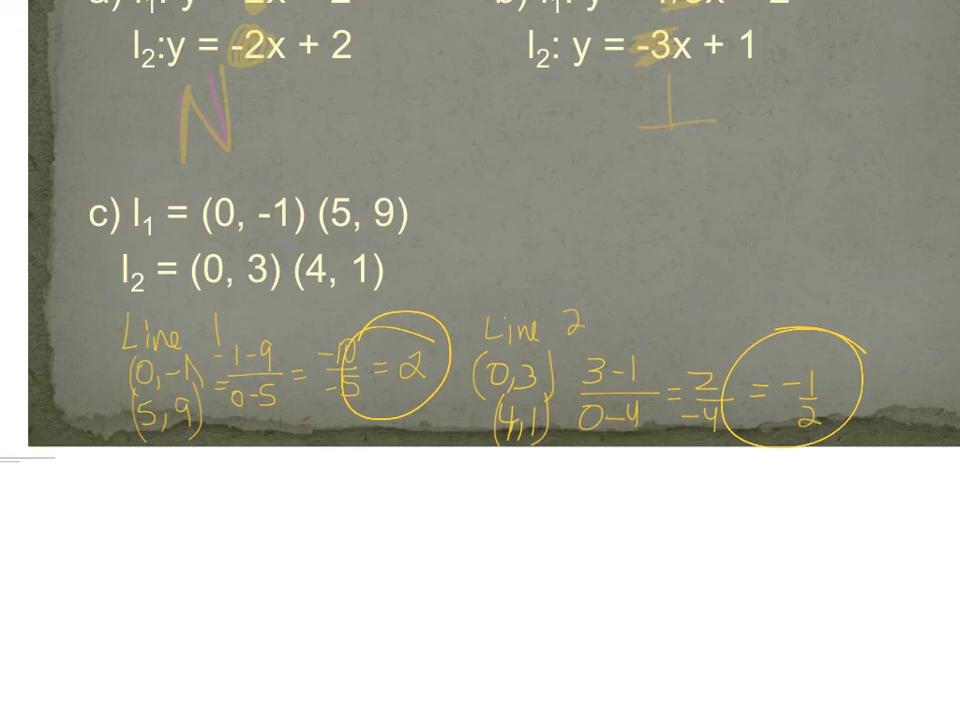 l2:y = -2x + 2
l2: y = -3x + 1
N
⊥
c) l1 = (0, -1) (5, 9)
l2 = (0, 3) (4, 1)
Line 1
(0,-1)
(5,9)
= -1-9/0-5 = -10/-5 = 2
Line 2
(0,3)
(4,1)
3-1/0-4 = 2/-4 = -1/2